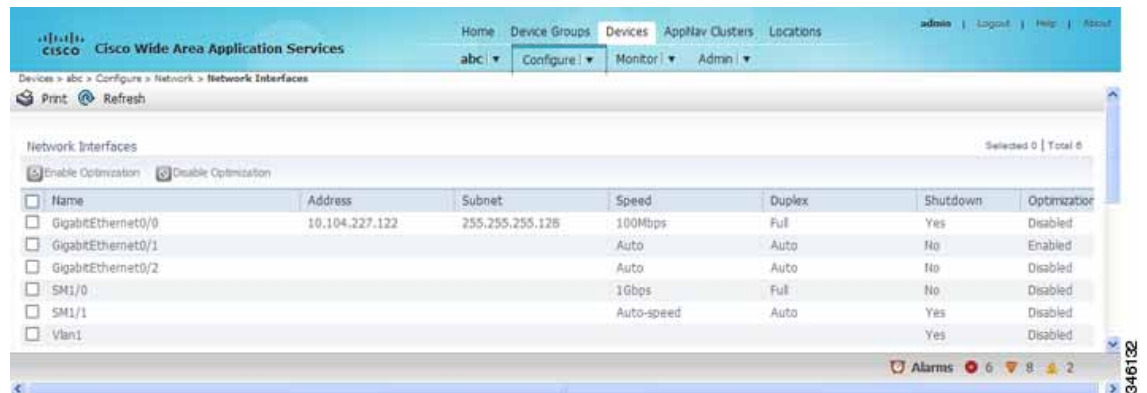 admin | Logout | Help | About
CISCO Cisco Wide Area Application Services
Home Device Groups Devices AppNav Clusters Locations
abc Configure Monitor Admin
Devices > abc > Configure > Network > Network Interfaces
Print Refresh
Network Interfaces
Selected 0 | Total 6
Enable Optimization Disable Optimization
Name Address Subnet Speed Duplex Shutdown Optimization
GigabitEthernet0/0 10.104.227.122 255.255.255.128 100Mbps Full Yes Disabled
GigabitEthernet0/1 Auto Auto No Enabled
GigabitEthernet0/2 Auto Auto No Disabled
SM1/0 1Gbps Full No Disabled
SM1/1 Auto-speed Auto Yes Disabled
Vlan1 Yes Disabled
Alarms 6 8 2
346132